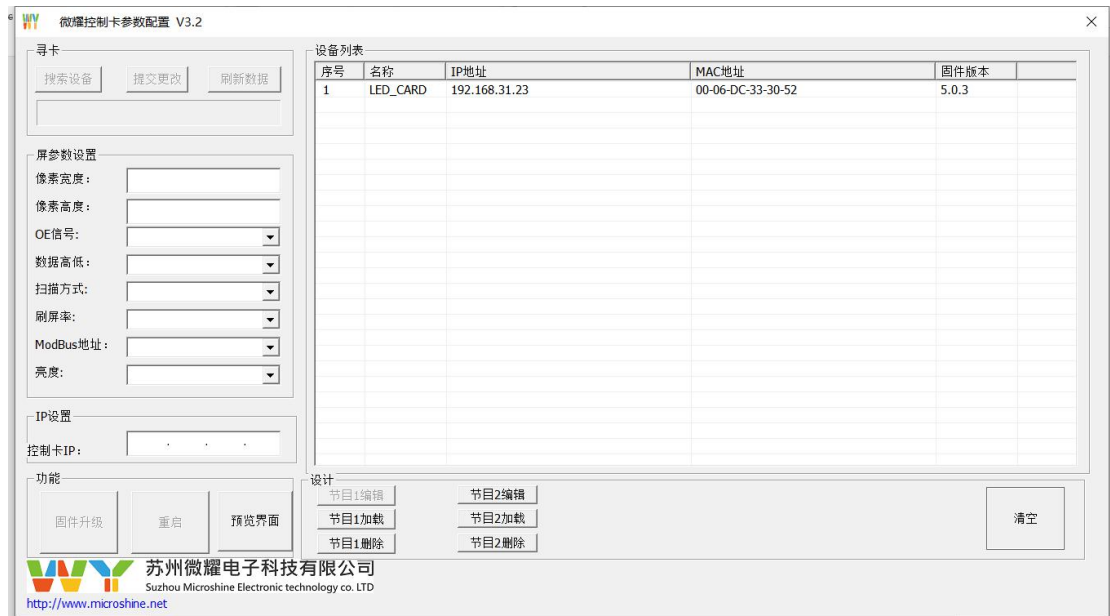 微耀控制卡参数配置 V3.2
寻卡
搜索设备 提交更改 刷新数据
屏参数设置
像素宽度：
像素高度：
OE信号:
数据高低：
扫描方式:
刷屏率:
ModBus地址：
亮度:
IP设置
控制卡IP： . . .
功能
固件升级 重启 预览界面
设备列表
序号 名称 IP地址 MAC地址 固件版本
1 LED_CARD 192.168.31.23 00-06-DC-33-30-52 5.0.3
设计
节目1编辑 节目2编辑
节目1加载 节目2加载
节目1删除 节目2删除
清空
苏州微耀电子科技有限公司
Suzhou Microshine Electronic technology co. LTD
http://www.microshine.net